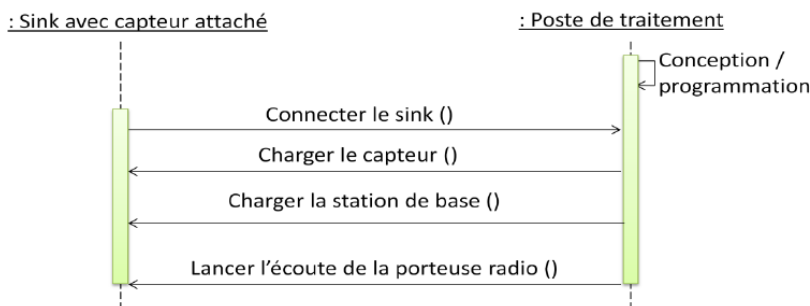 : Sink avec capteur attaché
: Poste de traitement
Conception /
programmation
Connecter le sink ()
Charger le capteur ()
Charger la station de base ()
Lancer l'écoute de la porteuse radio ()